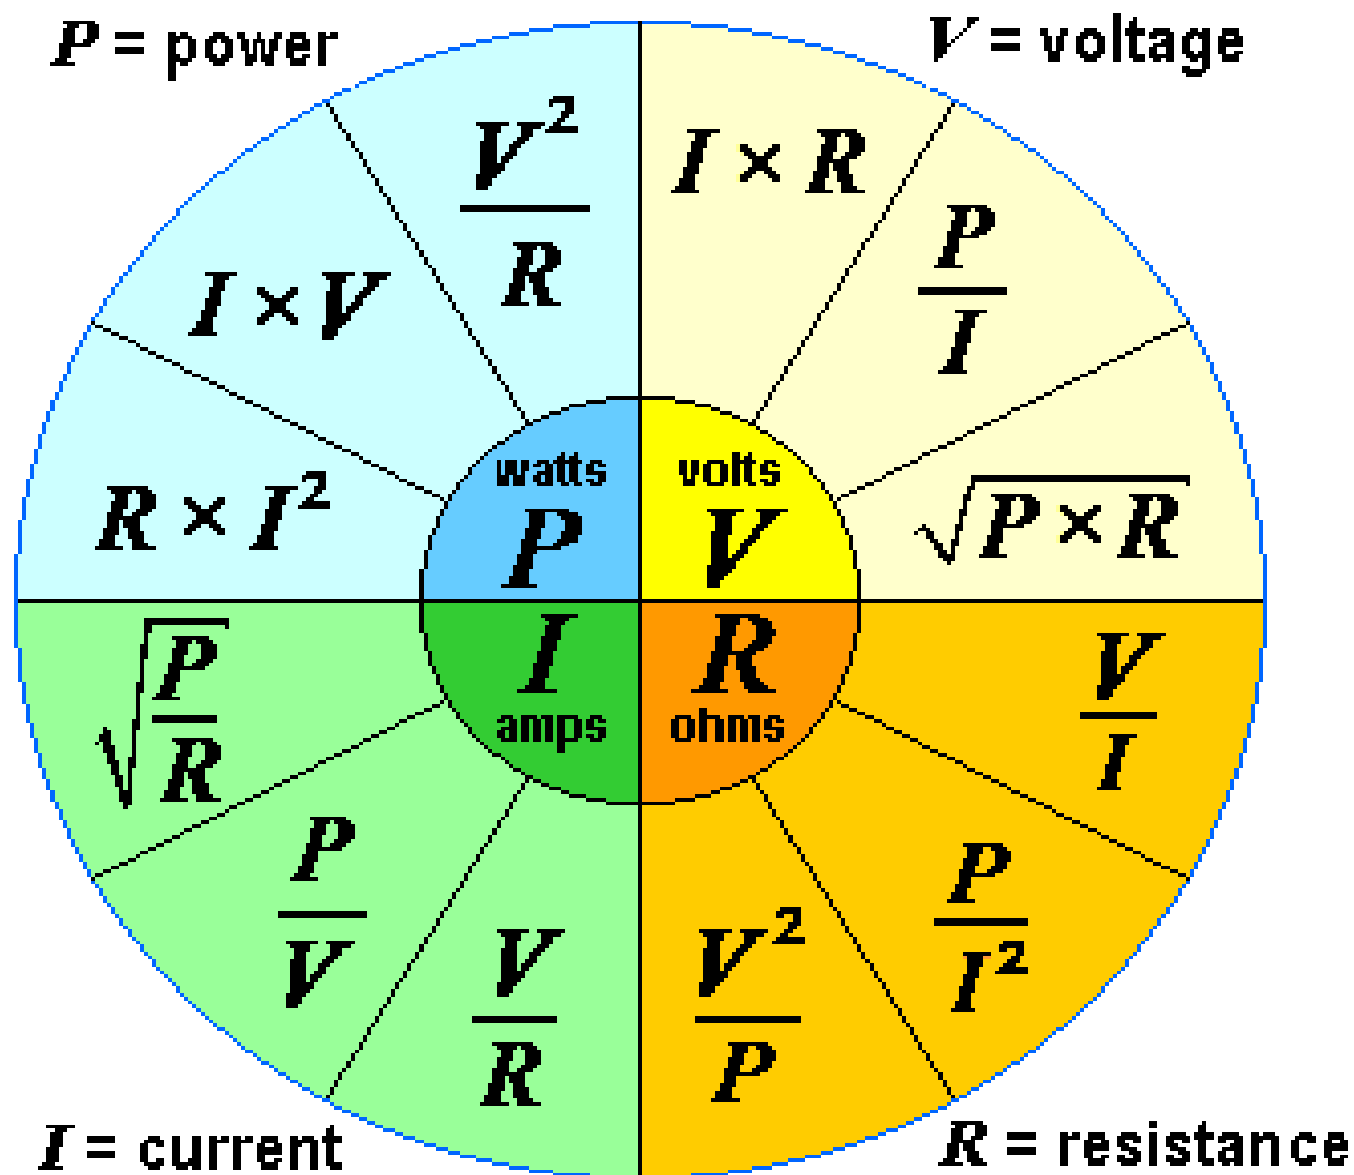 P = power
V = voltage
V²/R
I × R
I × V
P/I
R × I²
√(P × R)
watts
P
volts
V
I
amps
R
ohms
√(P/R)
V/I
P/V
P/I²
V/R
V²/P
I = current
R = resistance